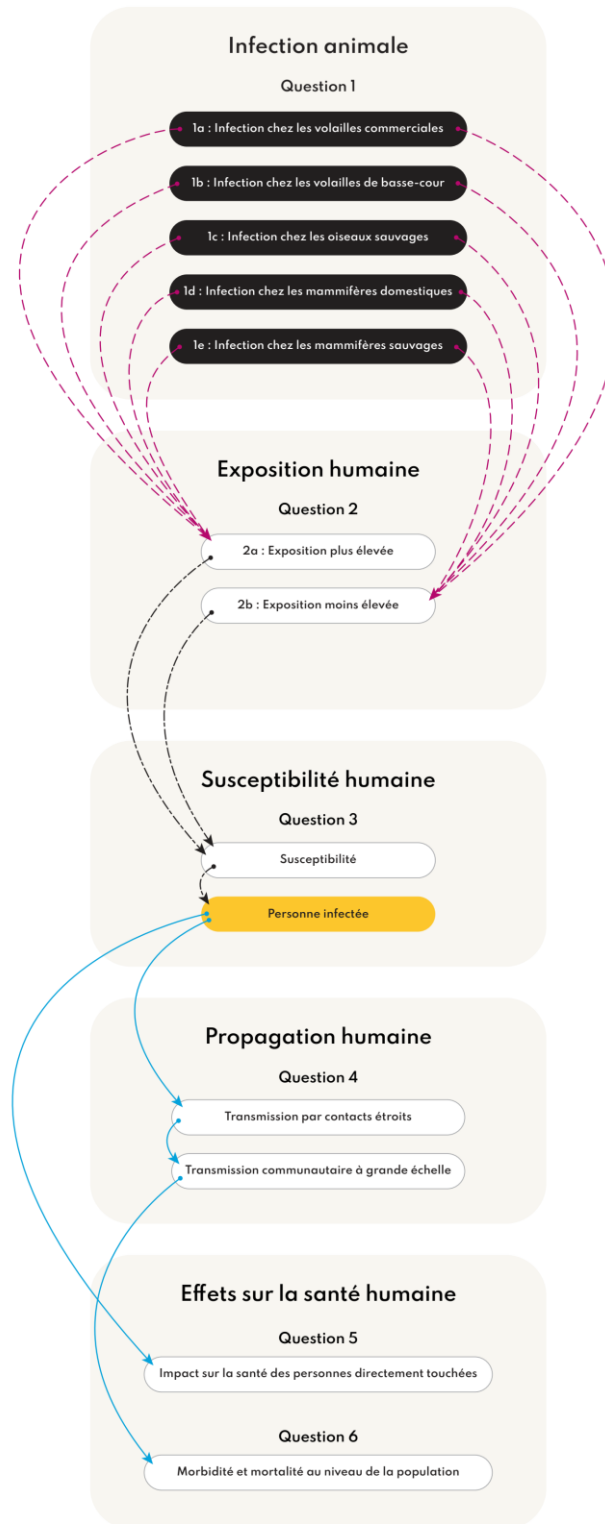 Infection animale
Question 1
1a : Infection chez les volailles commerciales
1b : Infection chez les volailles de basse-cour
1c : Infection chez les oiseaux sauvages
1d : Infection chez les mammifères domestiques
1e : Infection chez les mammifères sauvages
Exposition humaine
Question 2
2a : Exposition plus élevée
2b : Exposition moins élevée
Susceptibilité humaine
Question 3
Susceptibilité
Personne infectée
Propagation humaine
Question 4
Transmission par contacts étroits
Transmission communautaire à grande échelle
Effets sur la santé humaine
Question 5
Impact sur la santé des personnes directement touchées
Question 6
Morbidité et mortalité au niveau de la population